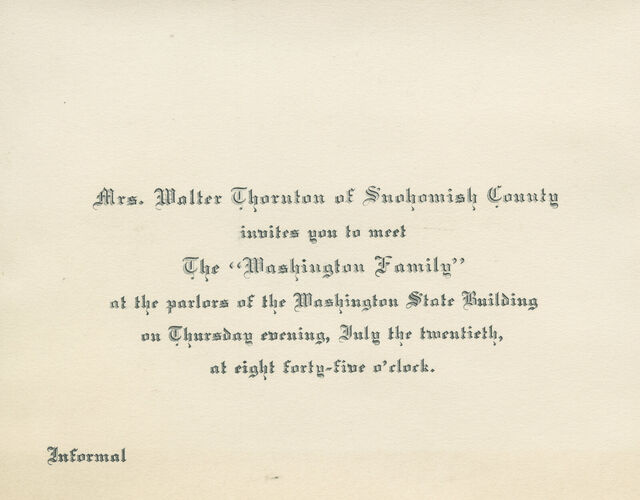 Mrs. Walter Thornton of Snohomish County
invites you to meet
The "Washington Family"
at the parlors of the Washington State Building
on Thursday evening, July the twentieth,
at eight forty-five o'clock.
Informal